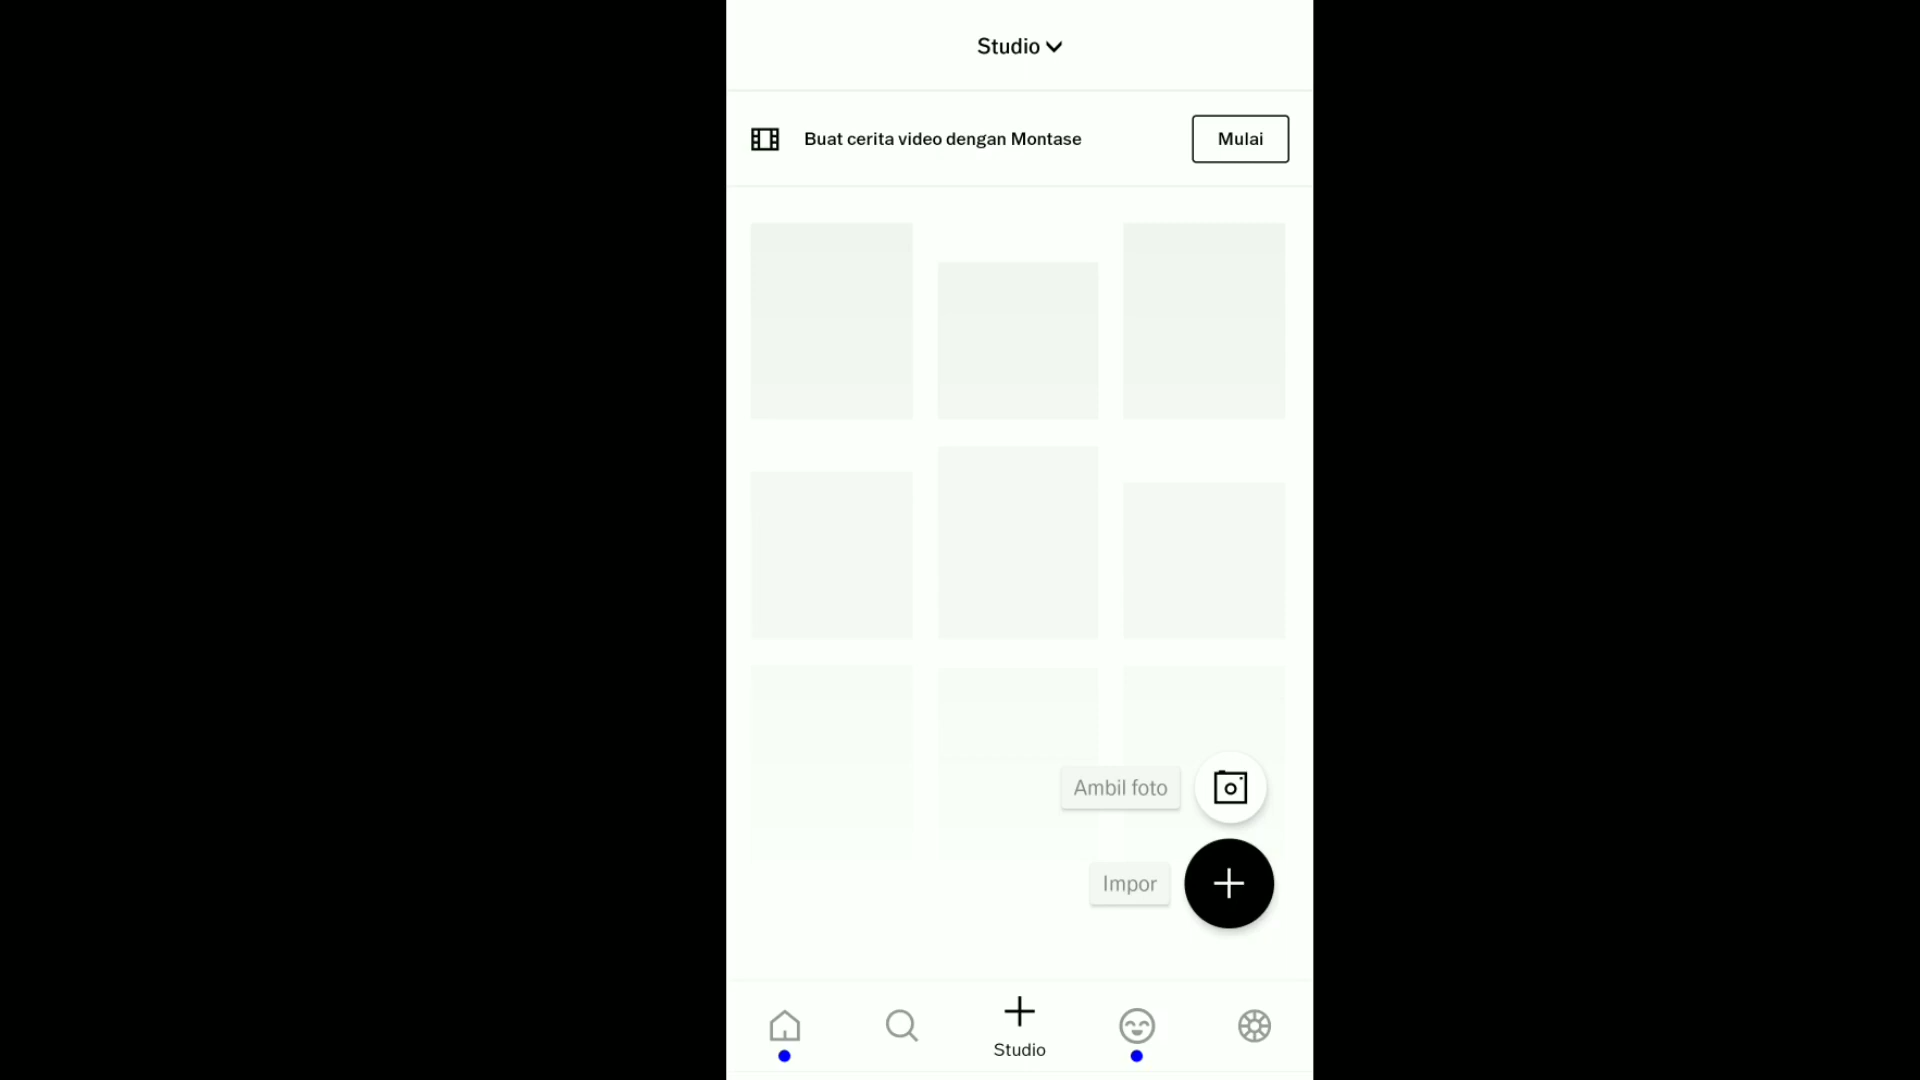 Studio
Buat cerita video dengan Montase
Mulai
Ambil foto
Impor
Studio